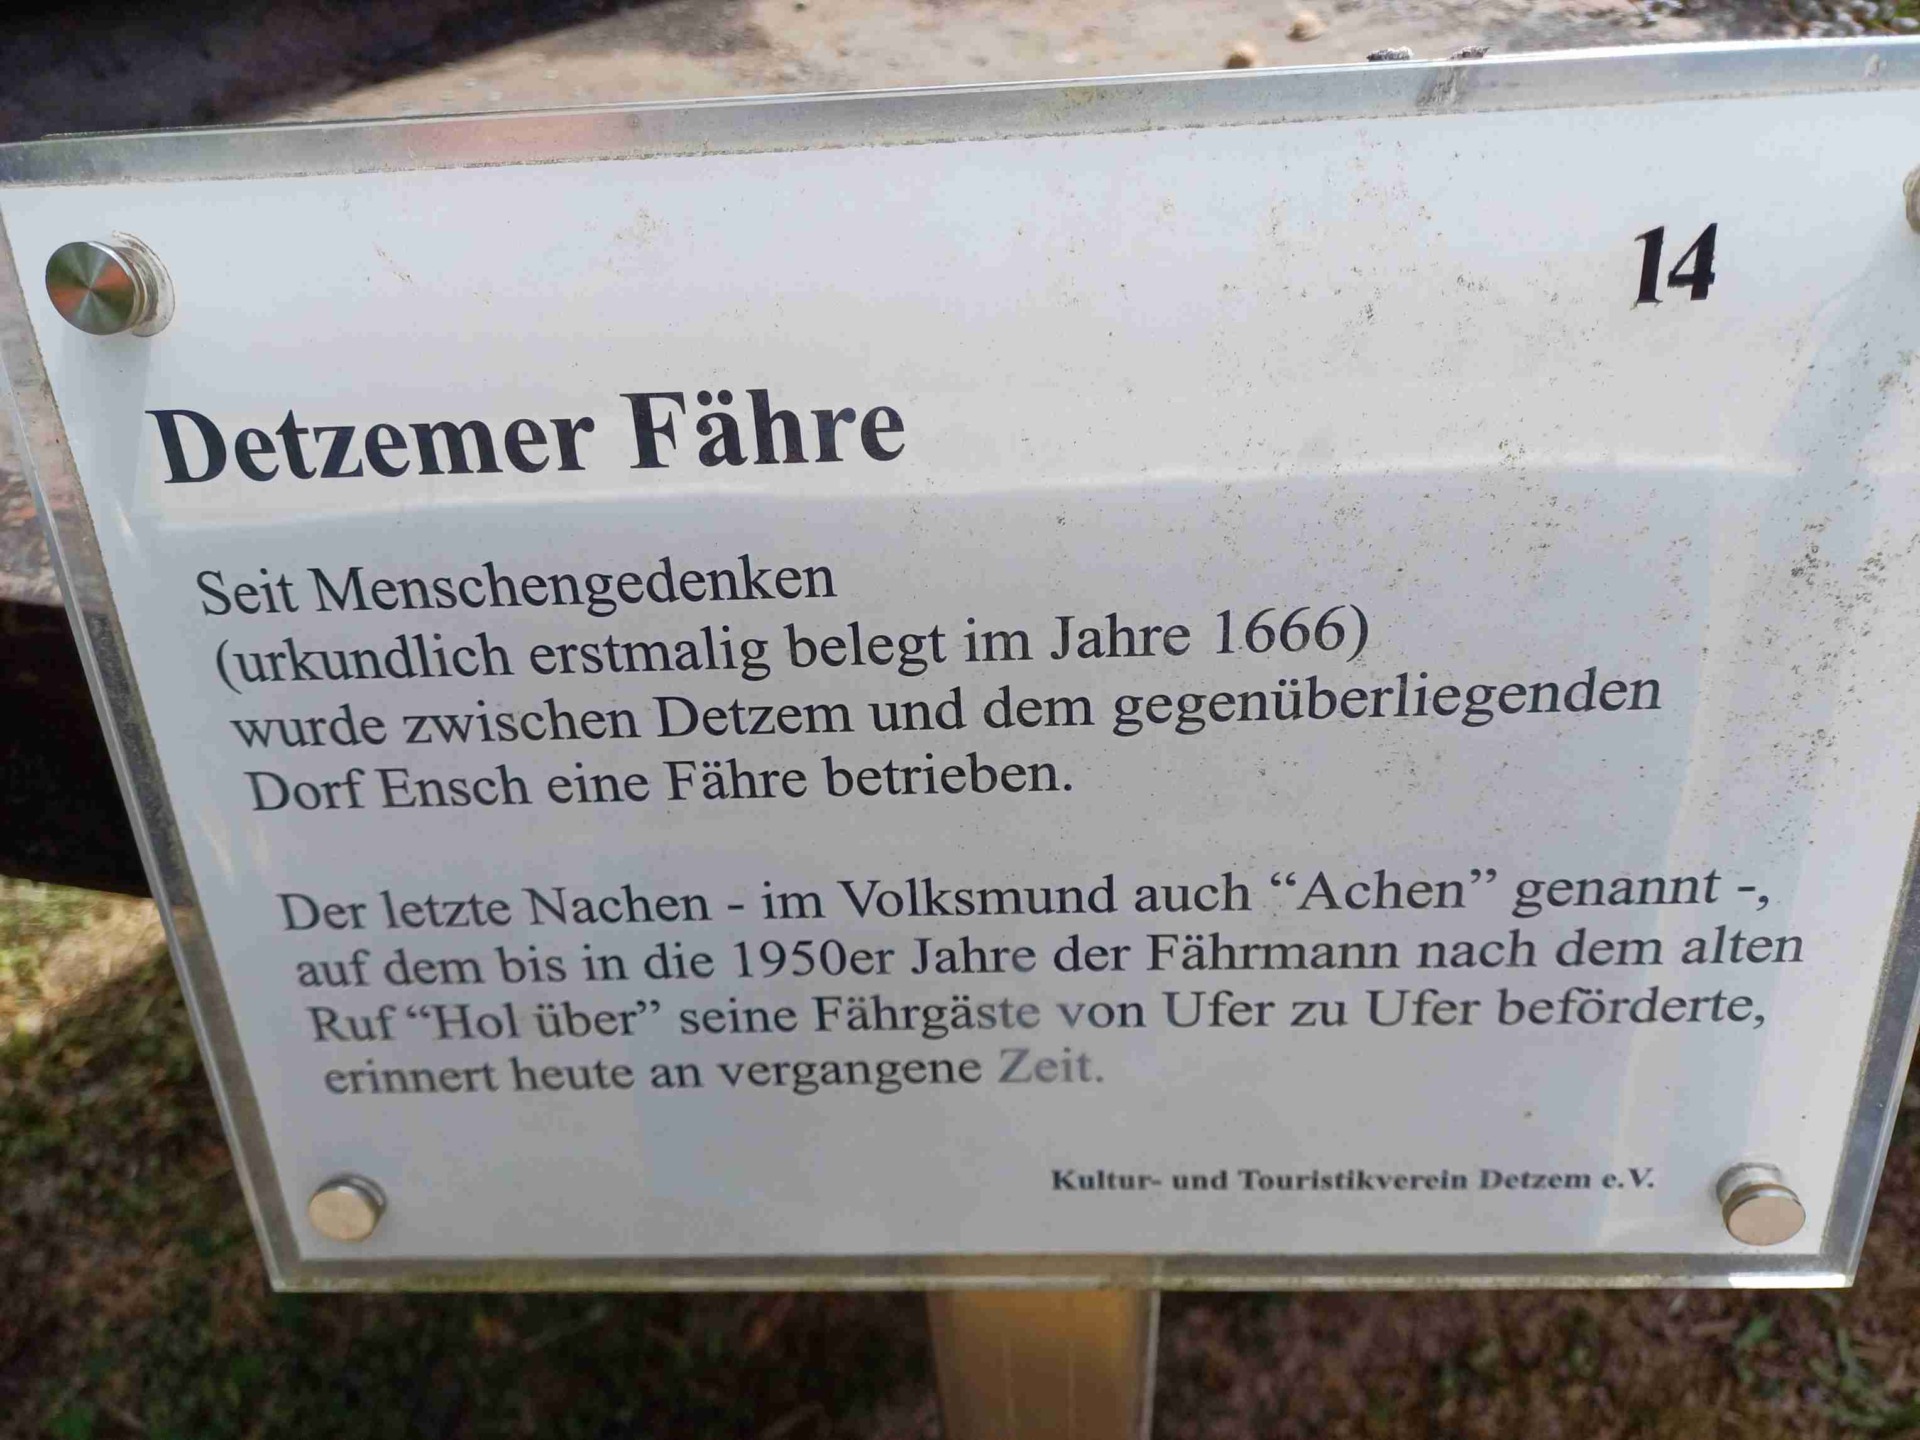 14
Detzemer Fähre
Seit Menschengedenken
(urkundlich erstmalig belegt im Jahre 1666)
wurde zwischen Detzem und dem gegenüberliegenden
Dorf Ensch eine Fähre betrieben.
Der letzte Nachen - im Volksmund auch “Achen” genannt -,
auf dem bis in die 1950er Jahre der Fährmann nach dem alten
Ruf “Hol über” seine Fährgäste von Ufer zu Ufer beförderte,
erinnert heute an vergangene Zeit.
Kultur- und Touristikverein Detzem e.V.